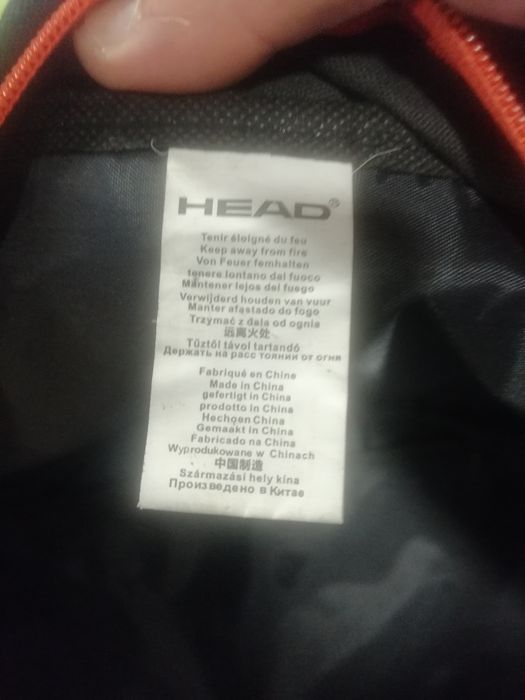 HEAD®
Tenir éloigné du feu
Keep away from fire
Von Feuer femhalten
tenere lontano dal fuoco
Mantener lejos del fuego
Verwijderd houden van vuur
Manter afastado do fogo
Trzymać z dala od ognia
远离火处
Tűztől távol tartandó
Держать на расс тоянии от огня
Fabriqué en Chine
Made in China
gefertigt in China
prodotto in China
Hechoen China
Gemaakt in China
Fabricado na China
Wyprodukowane w Chinach
中国制造
Származási hely kína
Произведено в Китае